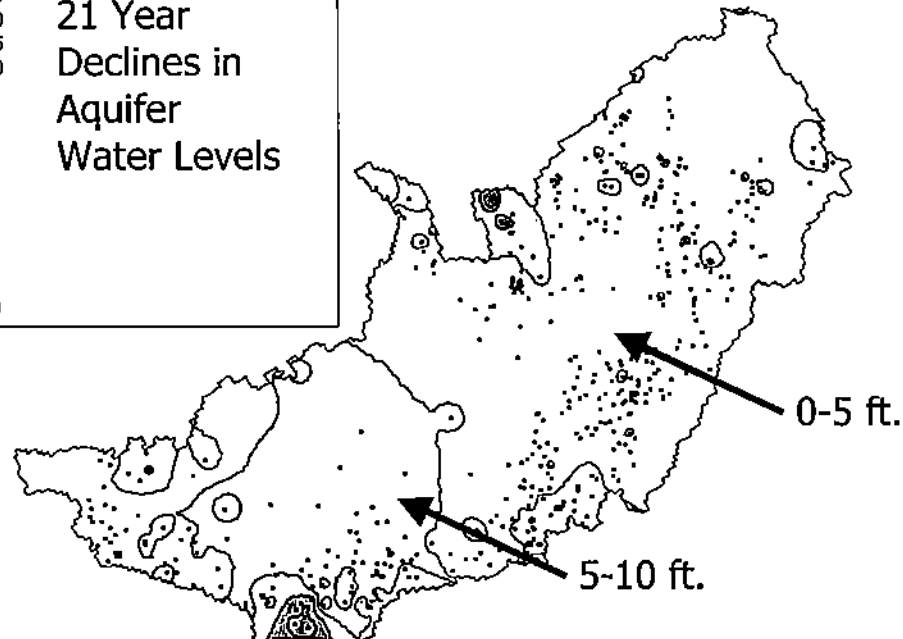 21 Year
Declines in
Aquifer
Water Levels
0-5 ft.
5-10 ft.